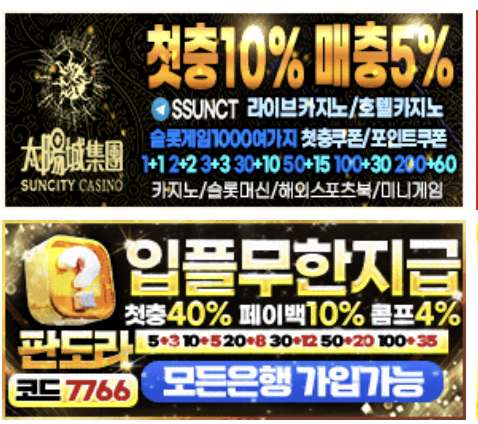 첫충10% 매충5%
SSUNCT 라이브카지노/호텔카지노
슬롯게임1000여가지 첫충쿠폰/포인트쿠폰
太陽城集團
1+1 2+2 3+3 30+10 50+15 100+30 200+60
SUNCITY CASINO
카지노/슬롯머신/해외스포츠북/미니게임
?
입플무한지급
첫충40% 페이백10% 콤프4%
판도라
5+3 10+5 20+8 30+12 50+20 100+35
코드 7766
모든은행 가입가능